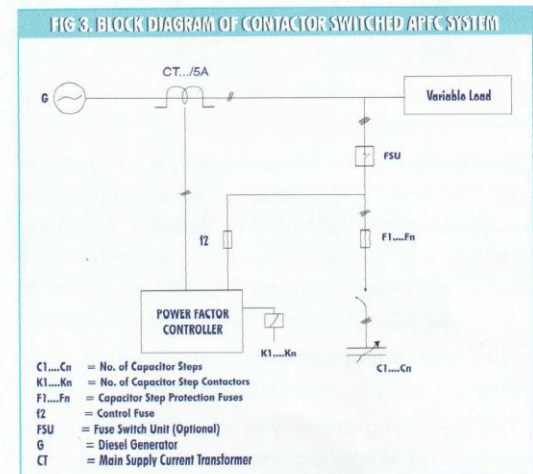 FIG 3. BLOCK DIAGRAM OF CONTACTOR SWITCHED APFC SYSTEM
CT.../5A
G
Variable Load
FSU
f2
F1....Fn
POWER FACTOR
CONTROLLER
K1....Kn
C1....Cn
C1....Cn = No. of Capacitor Steps
K1....Kn = No. of Capacitor Step Contactors
F1....Fn = Capacitor Step Protection Fuses
f2 = Control Fuse
FSU = Fuse Switch Unit (Optional)
G = Diesel Generator
CT = Main Supply Current Transformer